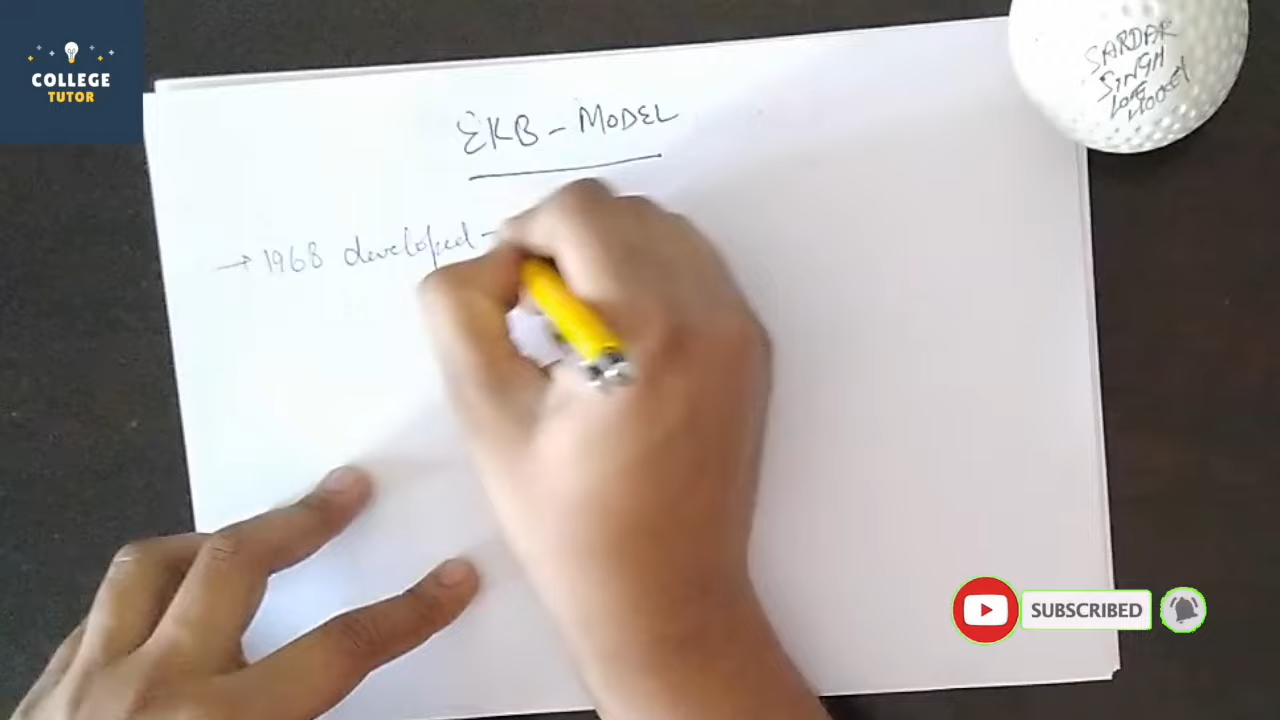 COLLEGE
TUTOR
EKB - MODEL
→ 1968 developed -
SARDAR
SINGH
LOVE
HOCKEY
SUBSCRIBED